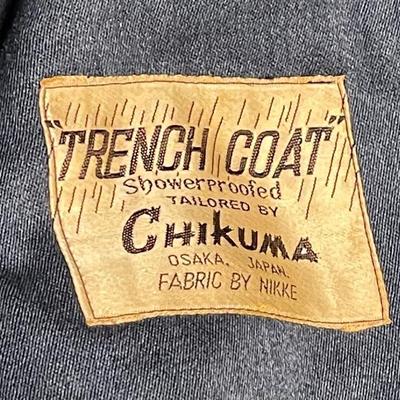 "TRENCH COAT"
Showerproofed
TAILORED BY
CHIKUMA
OSAKA, JAPAN.
FABRIC BY NIKKE